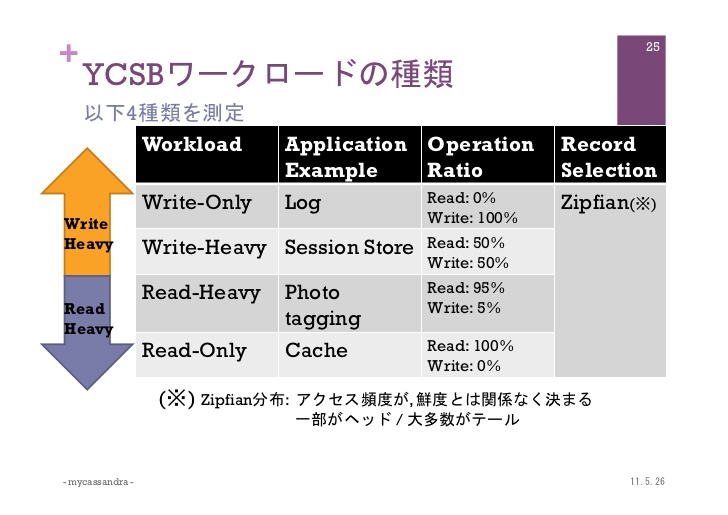 25
+
YCSBワークロードの種類
以下4種類を測定
Workload Application Example Operation Ratio Record Selection
Write-Only Log Read: 0% Write: 100% Zipfian(※)
Write-Heavy Session Store Read: 50% Write: 50%
Read-Heavy Photo tagging Read: 95% Write: 5%
Read-Only Cache Read: 100% Write: 0%
Write
Heavy
Read
Heavy
(※) Zipfian分布: アクセス頻度が,鮮度とは関係なく決まる
一部がヘッド / 大多数がテール
- mycassandra -
11. 5. 26